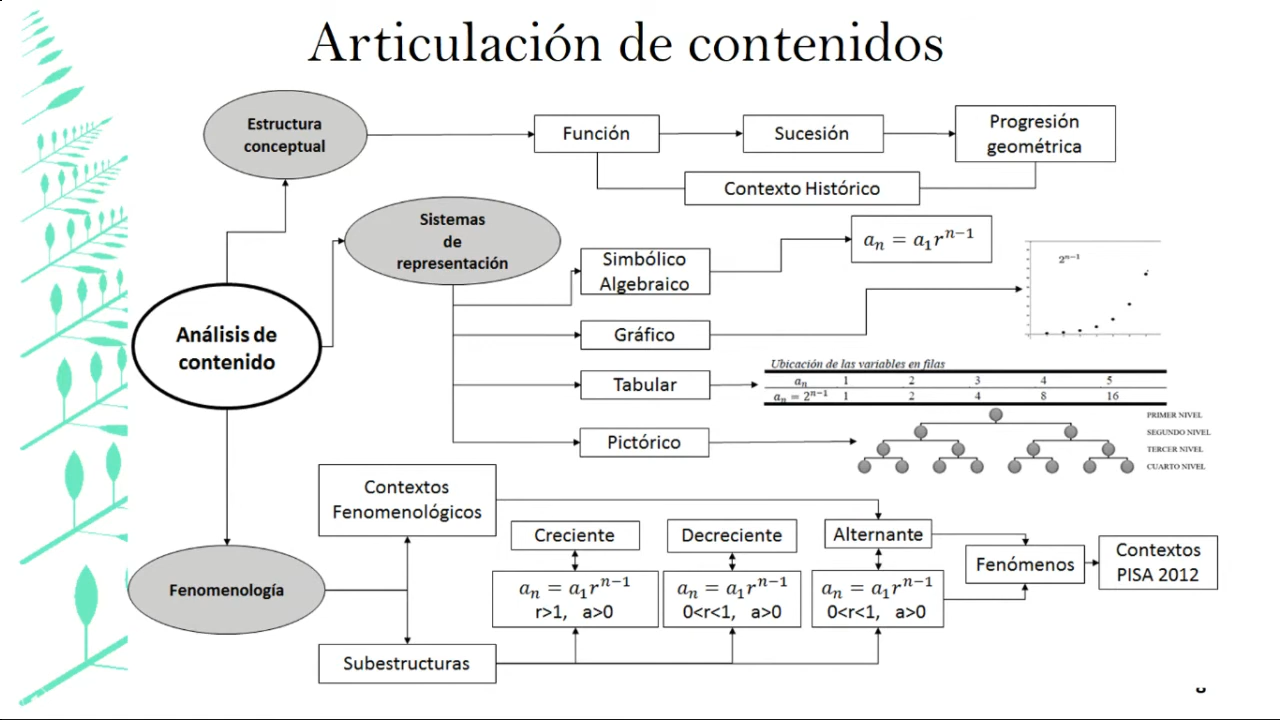 Articulación de contenidos
Estructura
conceptual
Función
Sucesión
Progresión
geométrica
Contexto Histórico
Sistemas
de
representación
Simbólico
Algebraico
aₙ = a₁rⁿ⁻¹
2ⁿ⁻¹
Gráfico
Análisis de
contenido
Tabular
Ubicación de las variables en filas
aₙ 1 2 3 4 5
aₙ = 2ⁿ⁻¹ 1 2 4 8 16
Pictórico
PRIMER NIVEL
SEGUNDO NIVEL
TERCER NIVEL
CUARTO NIVEL
Contextos
Fenomenológicos
Creciente
Decreciente
Alternante
Fenómenos
Contextos
PISA 2012
Fenomenología
aₙ = a₁rⁿ⁻¹
r>1, a>0
aₙ = a₁rⁿ⁻¹
0<r<1, a>0
aₙ = a₁rⁿ⁻¹
0<r<1, a>0
Subestructuras